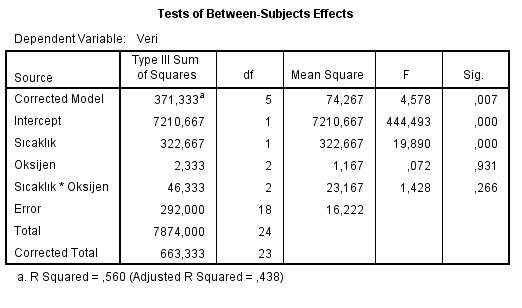 Tests of Between-Subjects Effects
Dependent Variable: Veri
Source Type III Sum of Squares df Mean Square F Sig.
Corrected Model 371,333a 5 74,267 4,578 ,007
Intercept 7210,667 1 7210,667 444,493 ,000
Sıcaklık 322,667 1 322,667 19,890 ,000
Oksijen 2,333 2 1,167 ,072 ,931
Sıcaklık * Oksijen 46,333 2 23,167 1,428 ,266
Error 292,000 18 16,222
Total 7874,000 24
Corrected Total 663,333 23
a. R Squared = ,560 (Adjusted R Squared = ,438)